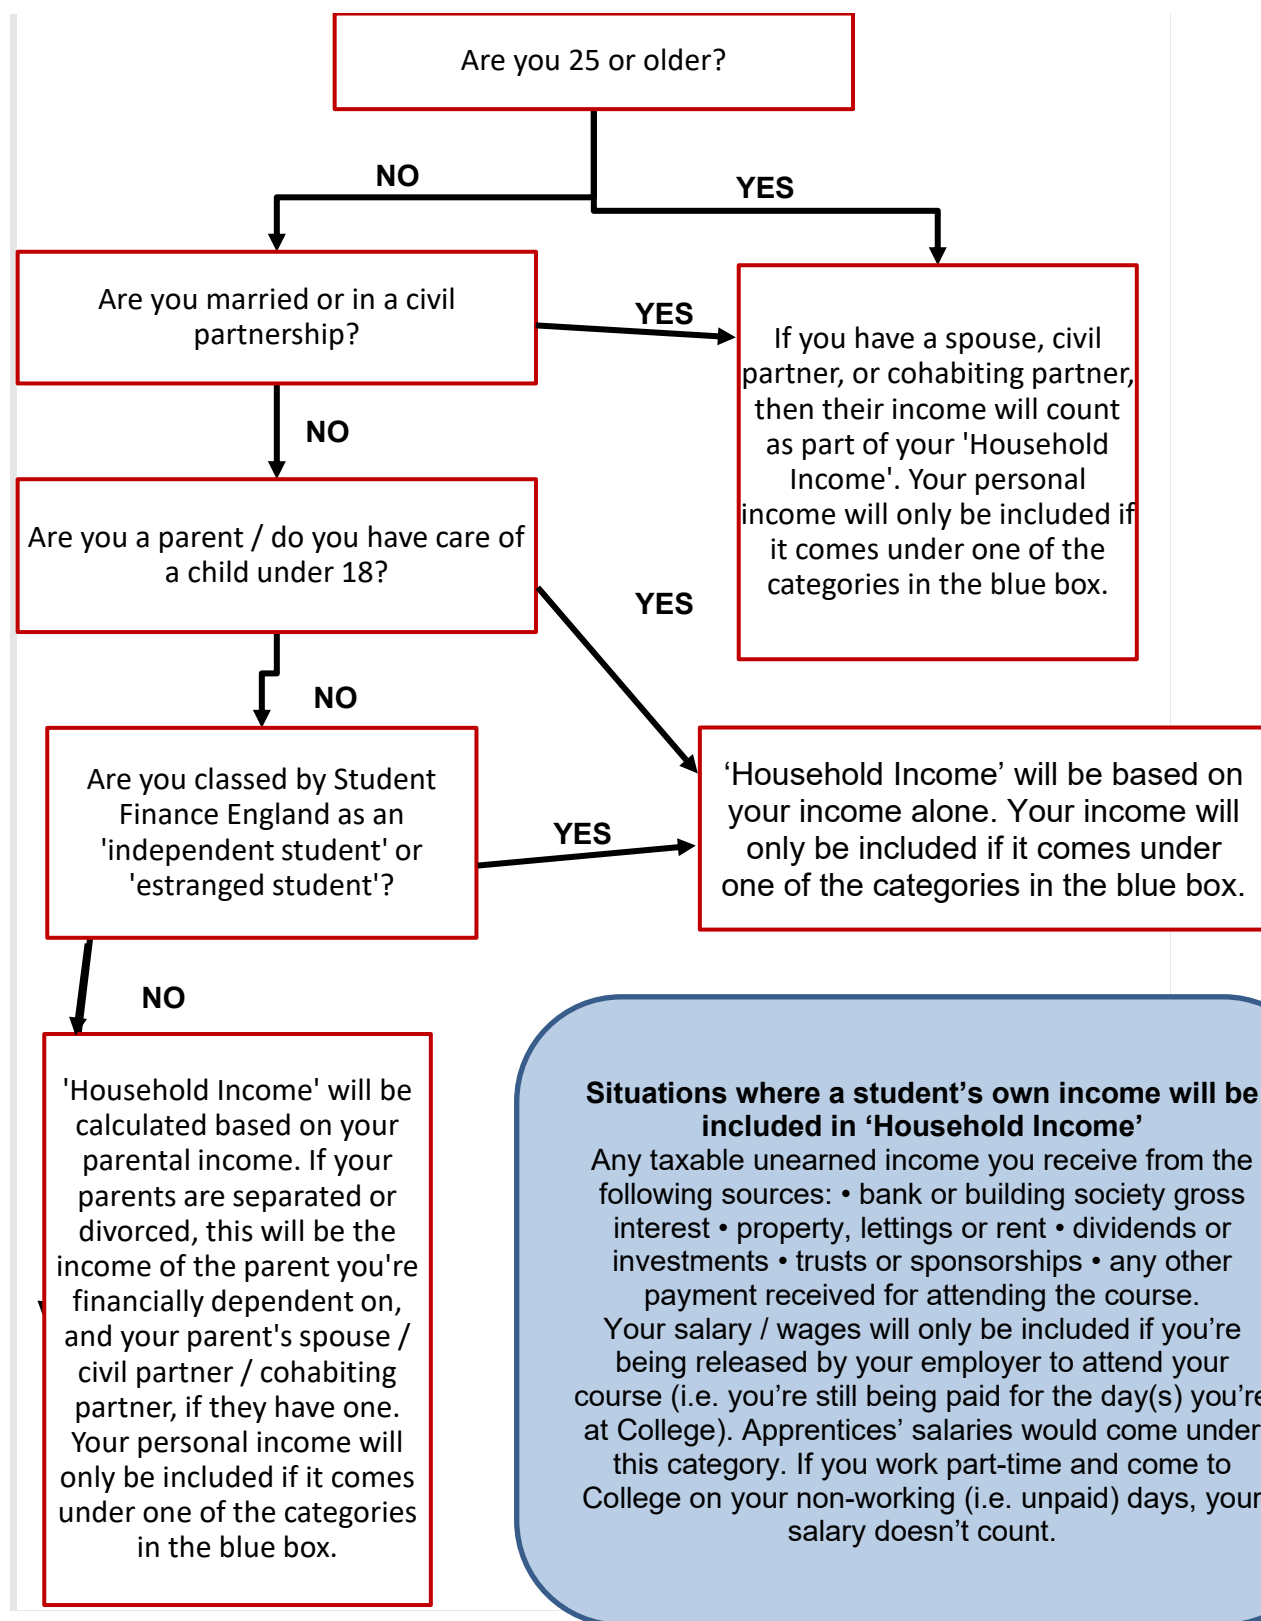 Are you 25 or older?
NO
YES
Are you married or in a civil
partnership?
YES
If you have a spouse, civil
partner, or cohabiting partner,
then their income will count
as part of your 'Household
Income'. Your personal
income will only be included if
it comes under one of the
categories in the blue box.
NO
Are you a parent / do you have care of
a child under 18?
YES
NO
Are you classed by Student
Finance England as an
'independent student' or
'estranged student'?
YES
‘Household Income’ will be based on
your income alone. Your income will
only be included if it comes under
one of the categories in the blue box.
NO
'Household Income' will be
calculated based on your
parental income. If your
parents are separated or
divorced, this will be the
income of the parent you're
financially dependent on,
and your parent's spouse /
civil partner / cohabiting
partner, if they have one.
Your personal income will
only be included if it comes
under one of the categories
in the blue box.
Situations where a student’s own income will be
included in ‘Household Income’
Any taxable unearned income you receive from the
following sources: • bank or building society gross
interest • property, lettings or rent • dividends or
investments • trusts or sponsorships • any other
payment received for attending the course.
Your salary / wages will only be included if you’re
being released by your employer to attend your
course (i.e. you’re still being paid for the day(s) you’re
at College). Apprentices’ salaries would come under
this category. If you work part-time and come to
College on your non-working (i.e. unpaid) days, your
salary doesn’t count.